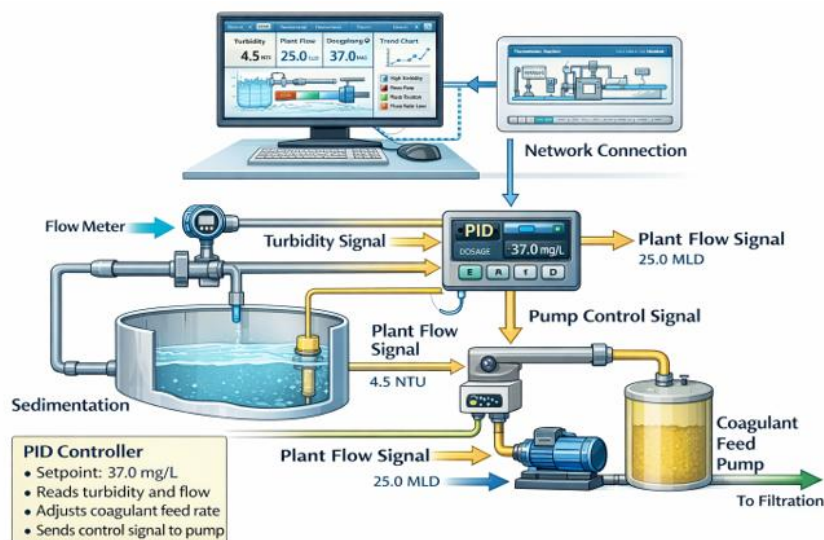 Turbidity
4.5 NTU
Plant Flow
25.0
37.0
Trend Chart
High Turbidity
Network Connection
Flow Meter
Turbidity Signal
PID
DOSAGE
37.0 mg/L
Plant Flow Signal
25.0 MLD
Pump Control Signal
Plant Flow
Signal
4.5 NTU
Sedimentation
Coagulant
Feed
Pump
Plant Flow Signal
25.0 MLD
To Filtration
PID Controller
• Setpoint: 37.0 mg/L
• Reads turbidity and flow
• Adjusts coagulant feed rate
• Sends control signal to pump